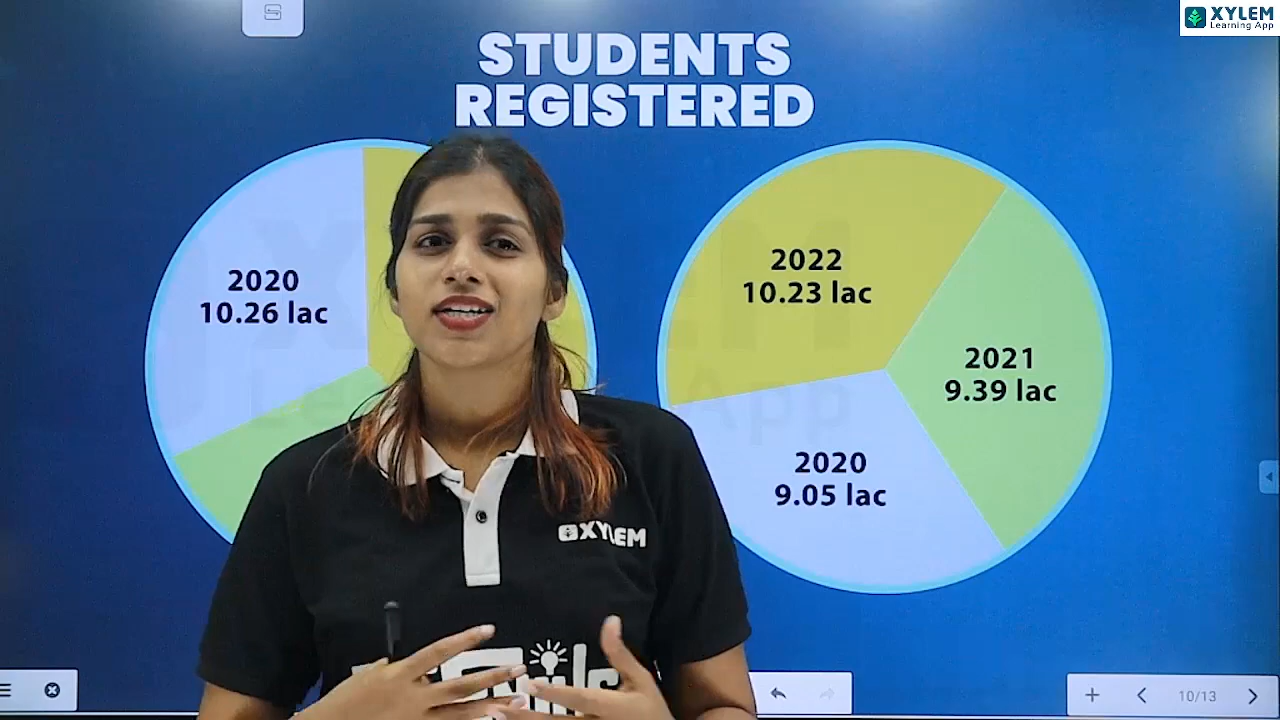 XYLEM
Learning App
STUDENTS
REGISTERED
2020
10.26 lac
2022
10.23 lac
2021
9.39 lac
2020
9.05 lac
XYLEM
10/13